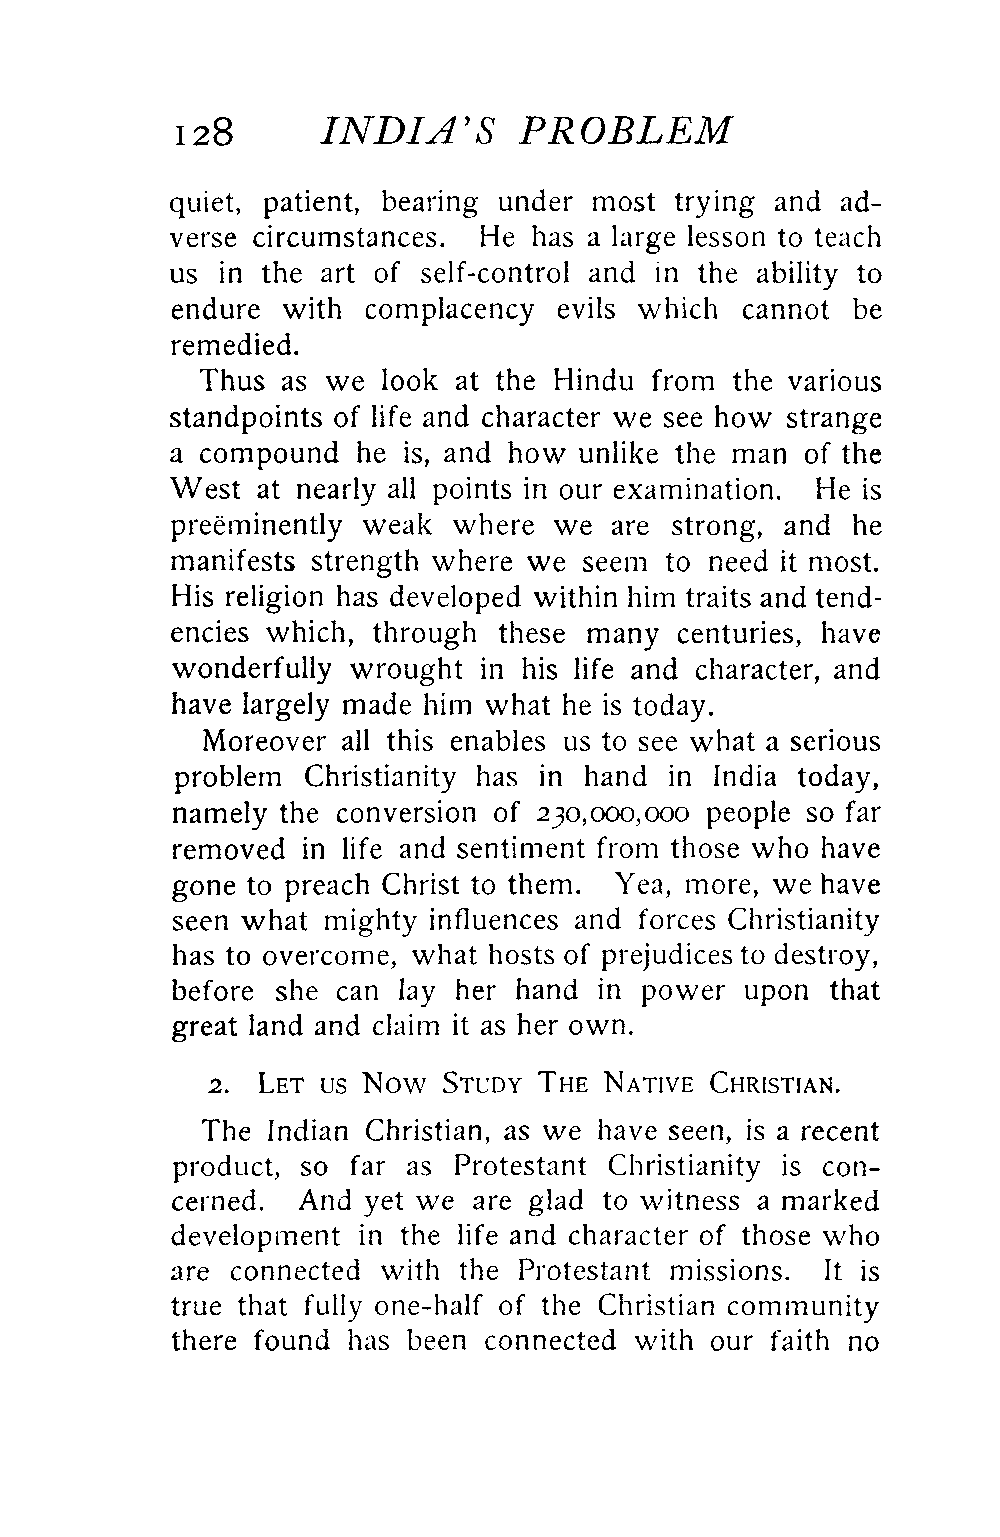 128 INDIA'S PROBLEM
quiet, patient, bearing under most trying and ad-
verse circumstances. He has a large lesson to teach
us in the art of self-control and in the ability to
endure with complacency evils which cannot be
remedied.
Thus as we look at the Hindu from the various
standpoints of life and character we see how strange
a compound he is, and how unlike the man of the
West at nearly all points in our examination. He is
preëminently weak where we are strong, and he
manifests strength where we seem to need it most.
His religion has developed within him traits and tend-
encies which, through these many centuries, have
wonderfully wrought in his life and character, and
have largely made him what he is today.
Moreover all this enables us to see what a serious
problem Christianity has in hand in India today,
namely the conversion of 230,000,000 people so far
removed in life and sentiment from those who have
gone to preach Christ to them. Yea, more, we have
seen what mighty influences and forces Christianity
has to overcome, what hosts of prejudices to destroy,
before she can lay her hand in power upon that
great land and claim it as her own.
2. LET US NOW STUDY THE NATIVE CHRISTIAN.
The Indian Christian, as we have seen, is a recent
product, so far as Protestant Christianity is con-
cerned. And yet we are glad to witness a marked
development in the life and character of those who
are connected with the Protestant missions. It is
true that fully one-half of the Christian community
there found has been connected with our faith no